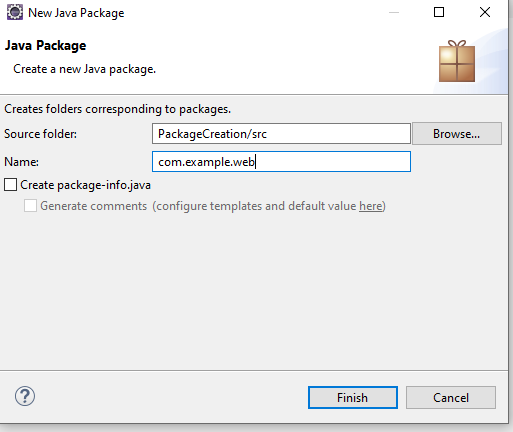 New Java Package
Java Package
Create a new Java package.
Creates folders corresponding to packages.
Source folder: PackageCreation/src Browse...
Name: com.example.web
Create package-info.java
Generate comments (configure templates and default value here)
? Finish Cancel